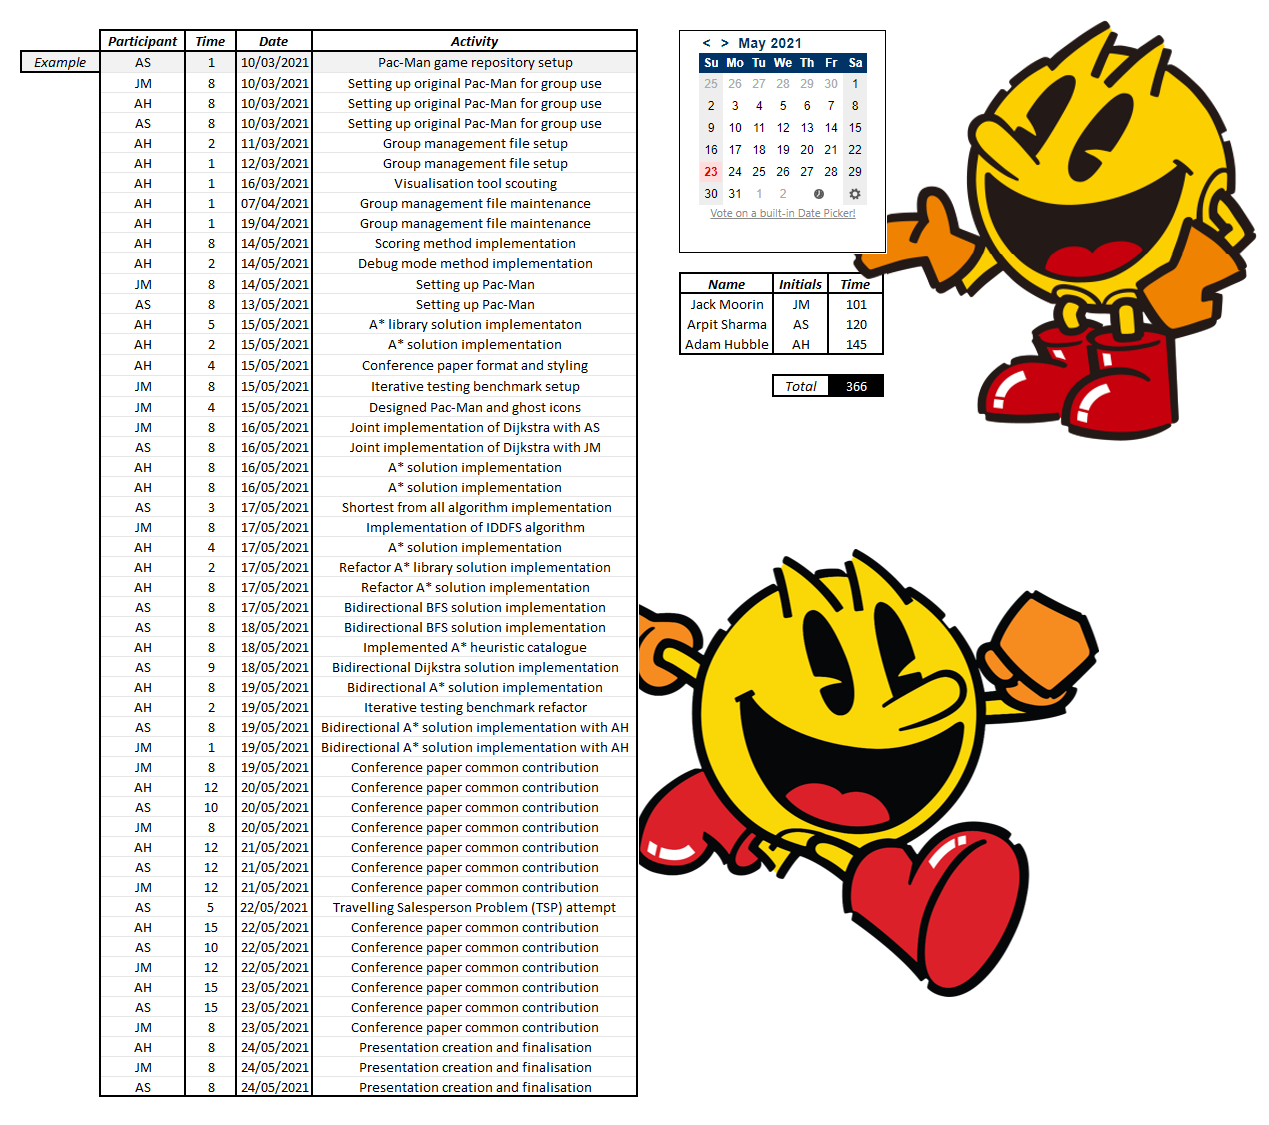 Participant Time Date Activity
Example AS 1 10/03/2021 Pac-Man game repository setup
JM 8 10/03/2021 Setting up original Pac-Man for group use
AH 8 10/03/2021 Setting up original Pac-Man for group use
AS 8 10/03/2021 Setting up original Pac-Man for group use
AH 2 11/03/2021 Group management file setup
AH 1 12/03/2021 Group management file setup
AH 1 16/03/2021 Visualisation tool scouting
AH 1 07/04/2021 Group management file maintenance
AH 1 19/04/2021 Group management file maintenance
AH 8 14/05/2021 Scoring method implementation
AH 2 14/05/2021 Debug mode method implementation
JM 8 14/05/2021 Setting up Pac-Man
AS 8 13/05/2021 Setting up Pac-Man
AH 5 15/05/2021 A* library solution implementaton
AH 2 15/05/2021 A* solution implementation
AH 4 15/05/2021 Conference paper format and styling
JM 8 15/05/2021 Iterative testing benchmark setup
JM 4 15/05/2021 Designed Pac-Man and ghost icons
JM 8 16/05/2021 Joint implementation of Dijkstra with AS
AS 8 16/05/2021 Joint implementation of Dijkstra with JM
AH 8 16/05/2021 A* solution implementation
AH 8 16/05/2021 A* solution implementation
AS 3 17/05/2021 Shortest from all algorithm implementation
JM 8 17/05/2021 Implementation of IDDFS algorithm
AH 4 17/05/2021 A* solution implementation
AH 2 17/05/2021 Refactor A* library solution implementation
AH 8 17/05/2021 Refactor A* solution implementation
AS 8 17/05/2021 Bidirectional BFS solution implementation
AS 8 18/05/2021 Bidirectional BFS solution implementation
AH 8 18/05/2021 Implemented A* heuristic catalogue
AS 9 18/05/2021 Bidirectional Dijkstra solution implementation
AH 8 19/05/2021 Bidirectional A* solution implementation
AH 2 19/05/2021 Iterative testing benchmark refactor
AS 8 19/05/2021 Bidirectional A* solution implementation with AH
JM 1 19/05/2021 Bidirectional A* solution implementation with AH
JM 8 19/05/2021 Conference paper common contribution
AH 12 20/05/2021 Conference paper common contribution
AS 10 20/05/2021 Conference paper common contribution
JM 8 20/05/2021 Conference paper common contribution
AH 12 21/05/2021 Conference paper common contribution
AS 12 21/05/2021 Conference paper common contribution
JM 12 21/05/2021 Conference paper common contribution
AS 5 22/05/2021 Travelling Salesperson Problem (TSP) attempt
AH 15 22/05/2021 Conference paper common contribution
AS 10 22/05/2021 Conference paper common contribution
JM 12 22/05/2021 Conference paper common contribution
AH 15 23/05/2021 Conference paper common contribution
AS 15 23/05/2021 Conference paper common contribution
JM 8 23/05/2021 Conference paper common contribution
AH 8 24/05/2021 Presentation creation and finalisation
JM 8 24/05/2021 Presentation creation and finalisation
AS 8 24/05/2021 Presentation creation and finalisation
< > May 2021
Su Mo Tu We Th Fr Sa
25 26 27 28 29 30 1
2 3 4 5 6 7 8
9 10 11 12 13 14 15
16 17 18 19 20 21 22
23 24 25 26 27 28 29
30 31 1 2
Vote on a built-in Date Picker!
Name Initials Time
Jack Moorin JM 101
Arpit Sharma AS 120
Adam Hubble AH 145
Total 366